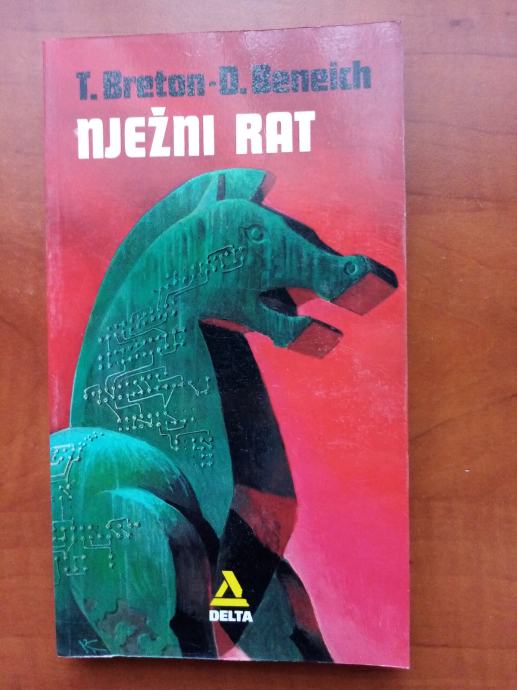 T. Breton-D. Beneich
NJEŽNI RAT
DELTA